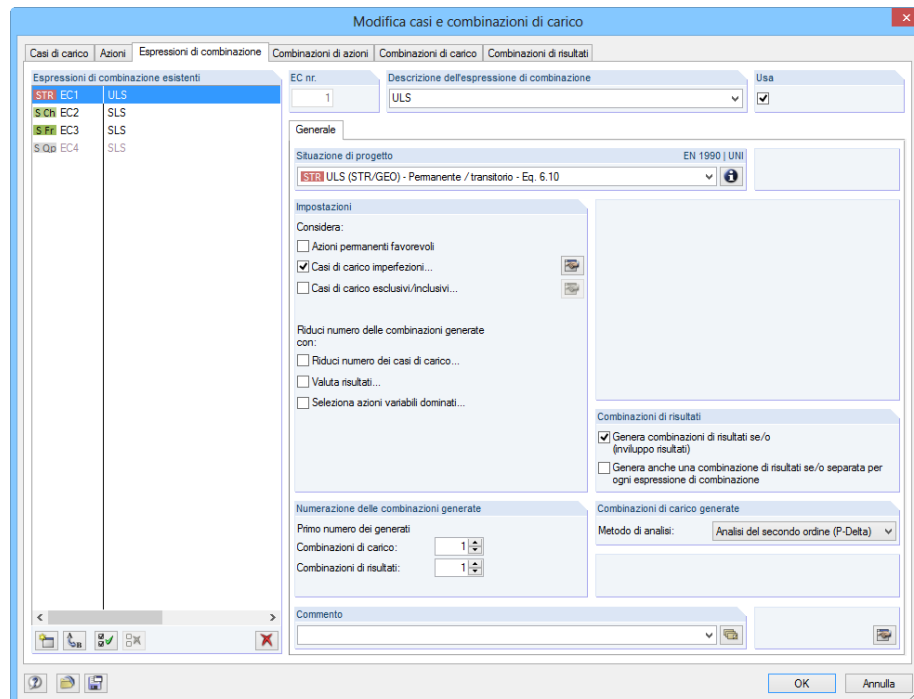 Modifica casi e combinazioni di carico
Casi di carico Azioni Espressioni di combinazione Combinazioni di azioni Combinazioni di carico Combinazioni di risultati
Espressioni di combinazione esistenti
STR EC1 ULS
S Ch EC2 SLS
S Fr EC3 SLS
S Qp EC4 SLS
EC nr.
1
Descrizione dell'espressione di combinazione
ULS
Usa
Generale
Situazione di progetto EN 1990 | UNI
STR ULS (STR/GEO) - Permanente / transitorio - Eq. 6.10
Impostazioni
Considera:
Azioni permanenti favorevoli
Casi di carico imperfezioni...
Casi di carico esclusivi/inclusivi...
Riduci numero delle combinazioni generate
con:
Riduci numero dei casi di carico...
Valuta risultati...
Seleziona azioni variabili dominati...
Combinazioni di risultati
Genera combinazioni di risultati se/o
(inviluppo risultati)
Genera anche una combinazione di risultati se/o separata per
ogni espressione di combinazione
Numerazione delle combinazioni generate
Primo numero dei generati
Combinazioni di carico: 1
Combinazioni di risultati: 1
Combinazioni di carico generate
Metodo di analisi: Analisi del secondo ordine (P-Delta)
Commento
OK Annulla